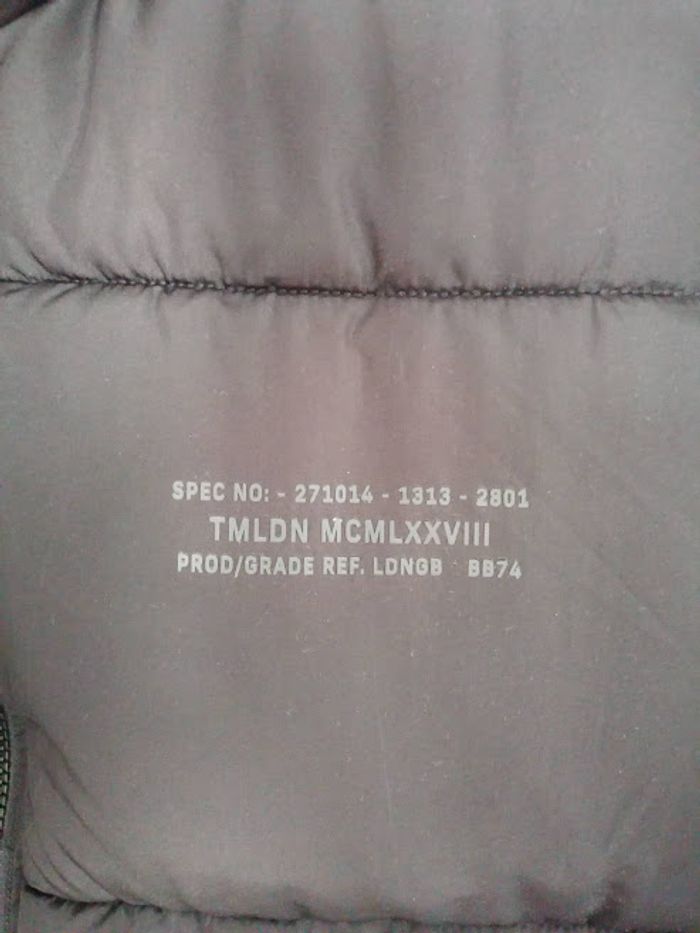 SPEC NO: - 271014 - 1313 - 2801
TMLDN MCMLXXVIII
PROD/GRADE REF. LDNGB BB74